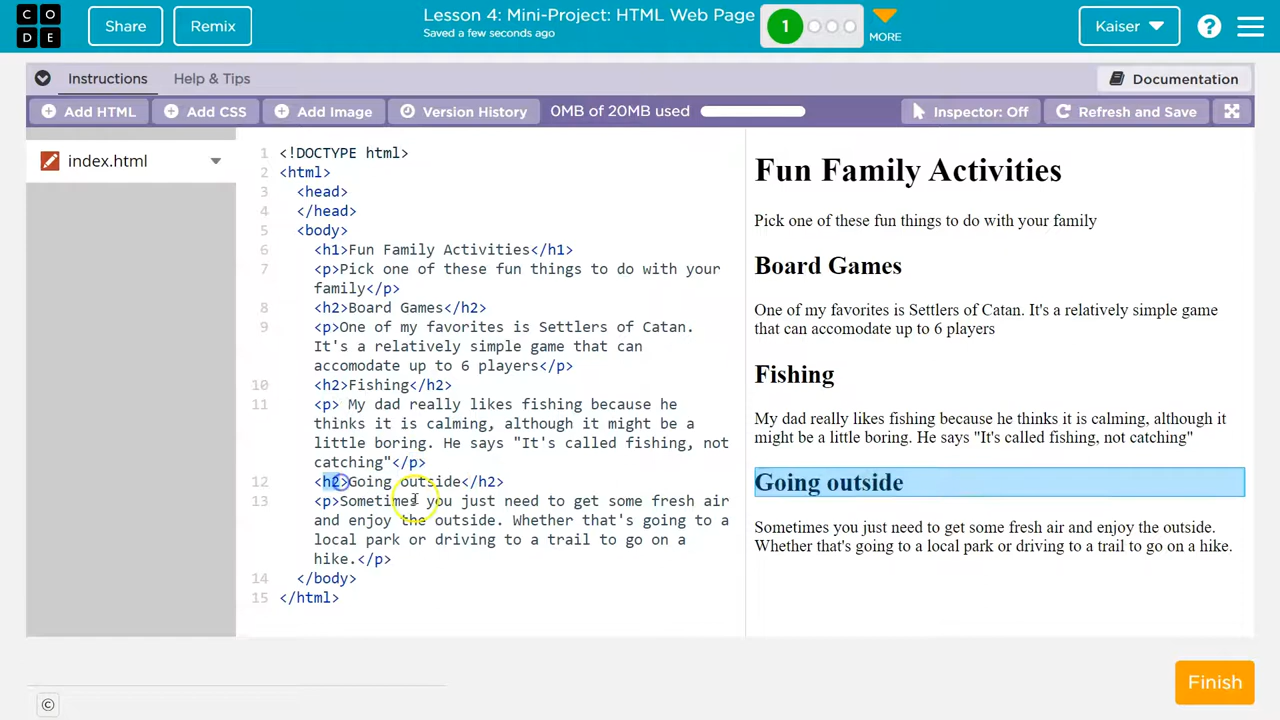 CODE
Share
Remix
Lesson 4: Mini-Project: HTML Web Page
Saved a few seconds ago
1
MORE
Kaiser
?
Instructions
Help & Tips
Documentation
Add HTML
Add CSS
Add Image
Version History
0MB of 20MB used
Inspector: Off
Refresh and Save
index.html
1 <!DOCTYPE html>
2 <html>
3 <head>
4 </head>
5 <body>
6 <h1>Fun Family Activities</h1>
7 <p>Pick one of these fun things to do with your
family</p>
8 <h2>Board Games</h2>
9 <p>One of my favorites is Settlers of Catan.
It's a relatively simple game that can
accomodate up to 6 players</p>
10 <h2>Fishing</h2>
11 <p> My dad really likes fishing because he
thinks it is calming, although it might be a
little boring. He says "It's called fishing, not
catching"</p>
12 <h2>Going outside</h2>
13 <p>Sometimes you just need to get some fresh air
and enjoy the outside. Whether that's going to a
local park or driving to a trail to go on a
hike.</p>
14 </body>
15 </html>
Fun Family Activities
Pick one of these fun things to do with your family
Board Games
One of my favorites is Settlers of Catan. It's a relatively simple game
that can accomodate up to 6 players
Fishing
My dad really likes fishing because he thinks it is calming, although it
might be a little boring. He says "It's called fishing, not catching"
Going outside
Sometimes you just need to get some fresh air and enjoy the outside.
Whether that's going to a local park or driving to a trail to go on a hike.
Finish
©